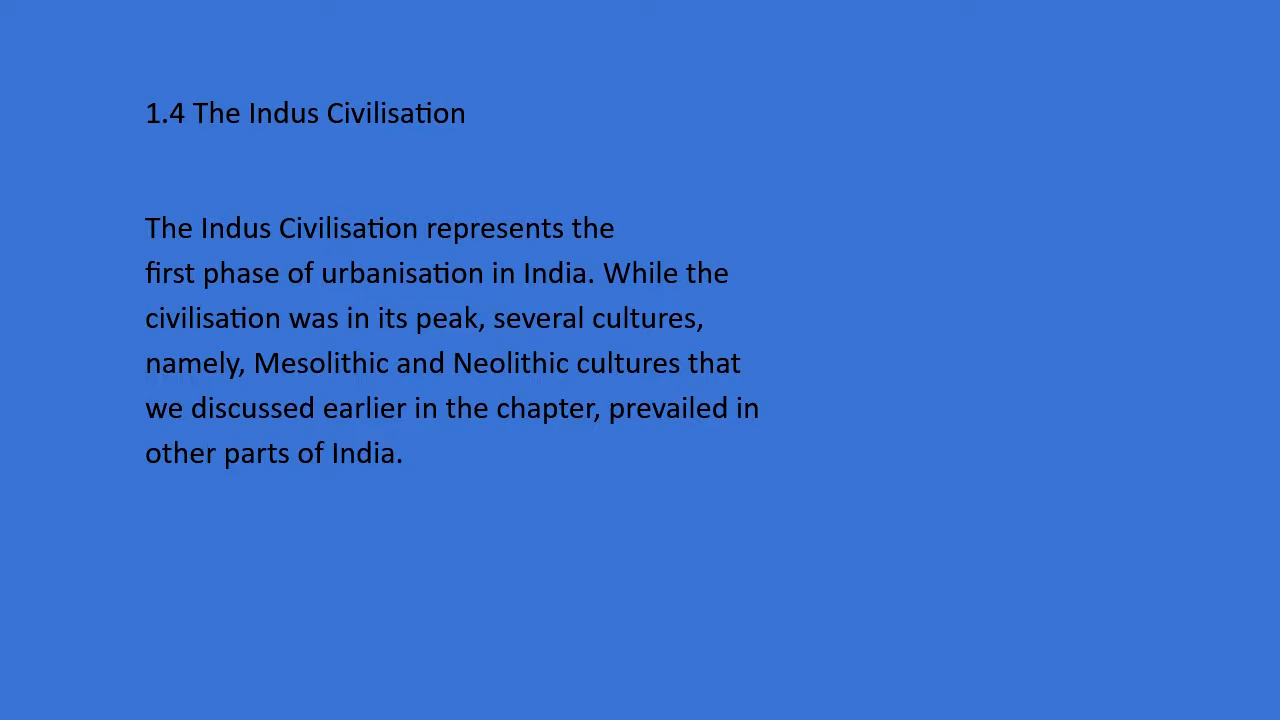 1.4 The Indus Civilisation
The Indus Civilisation represents the
first phase of urbanisation in India. While the
civilisation was in its peak, several cultures,
namely, Mesolithic and Neolithic cultures that
we discussed earlier in the chapter, prevailed in
other parts of India.